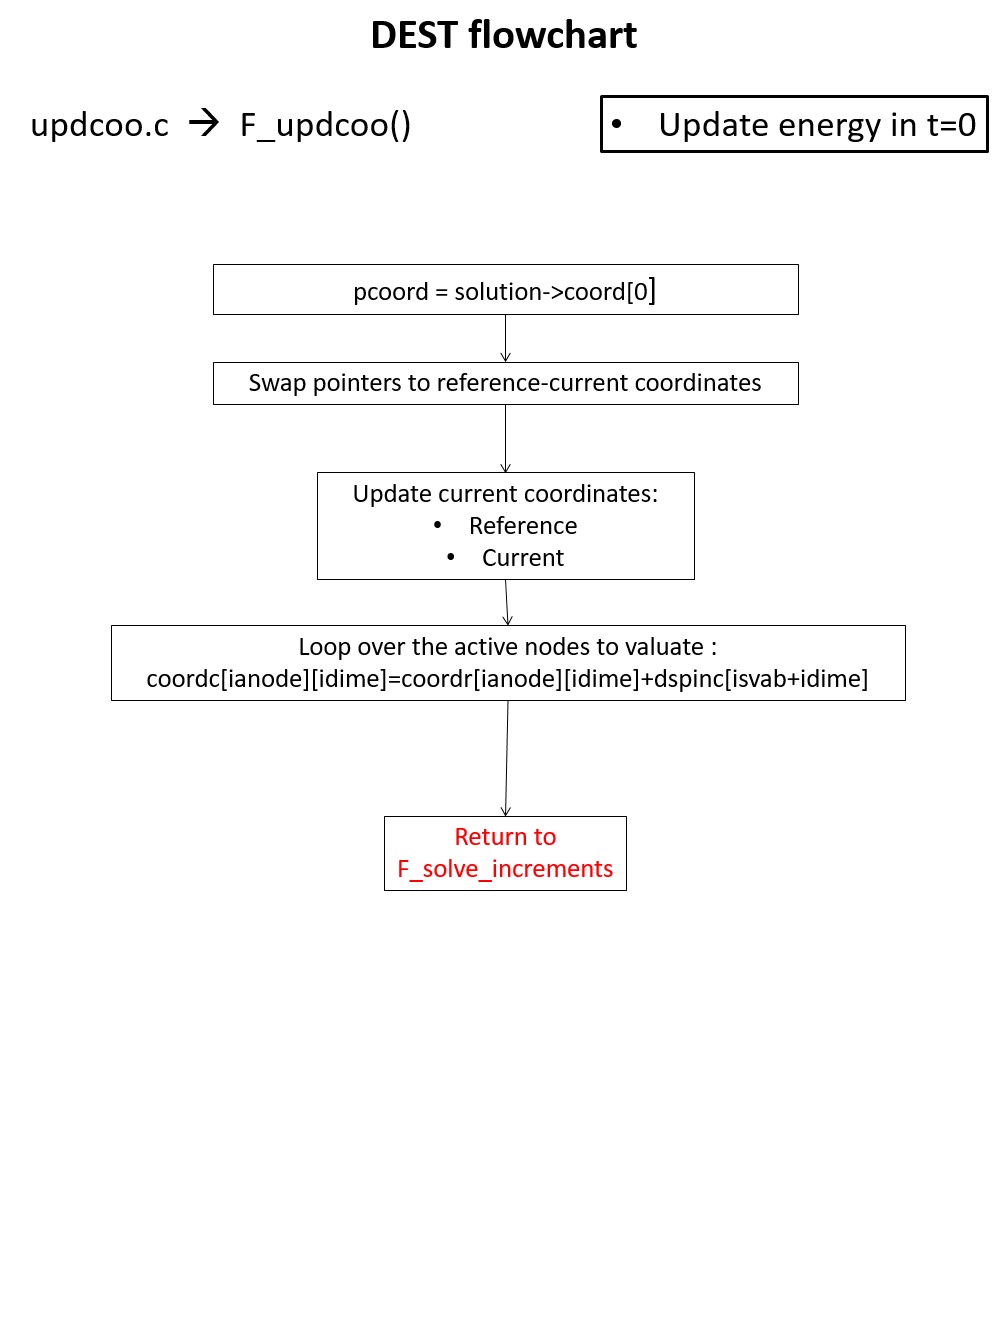 DEST flowchart
updcoo.c → F_updcoo()
• Update energy in t=0
pcoord = solution->coord[0]
Swap pointers to reference-current coordinates
Update current coordinates:
• Reference
• Current
Loop over the active nodes to valuate :
coordc[ianode][idime]=coordr[ianode][idime]+dspinc[isvab+idime]
Return to
F_solve_increments